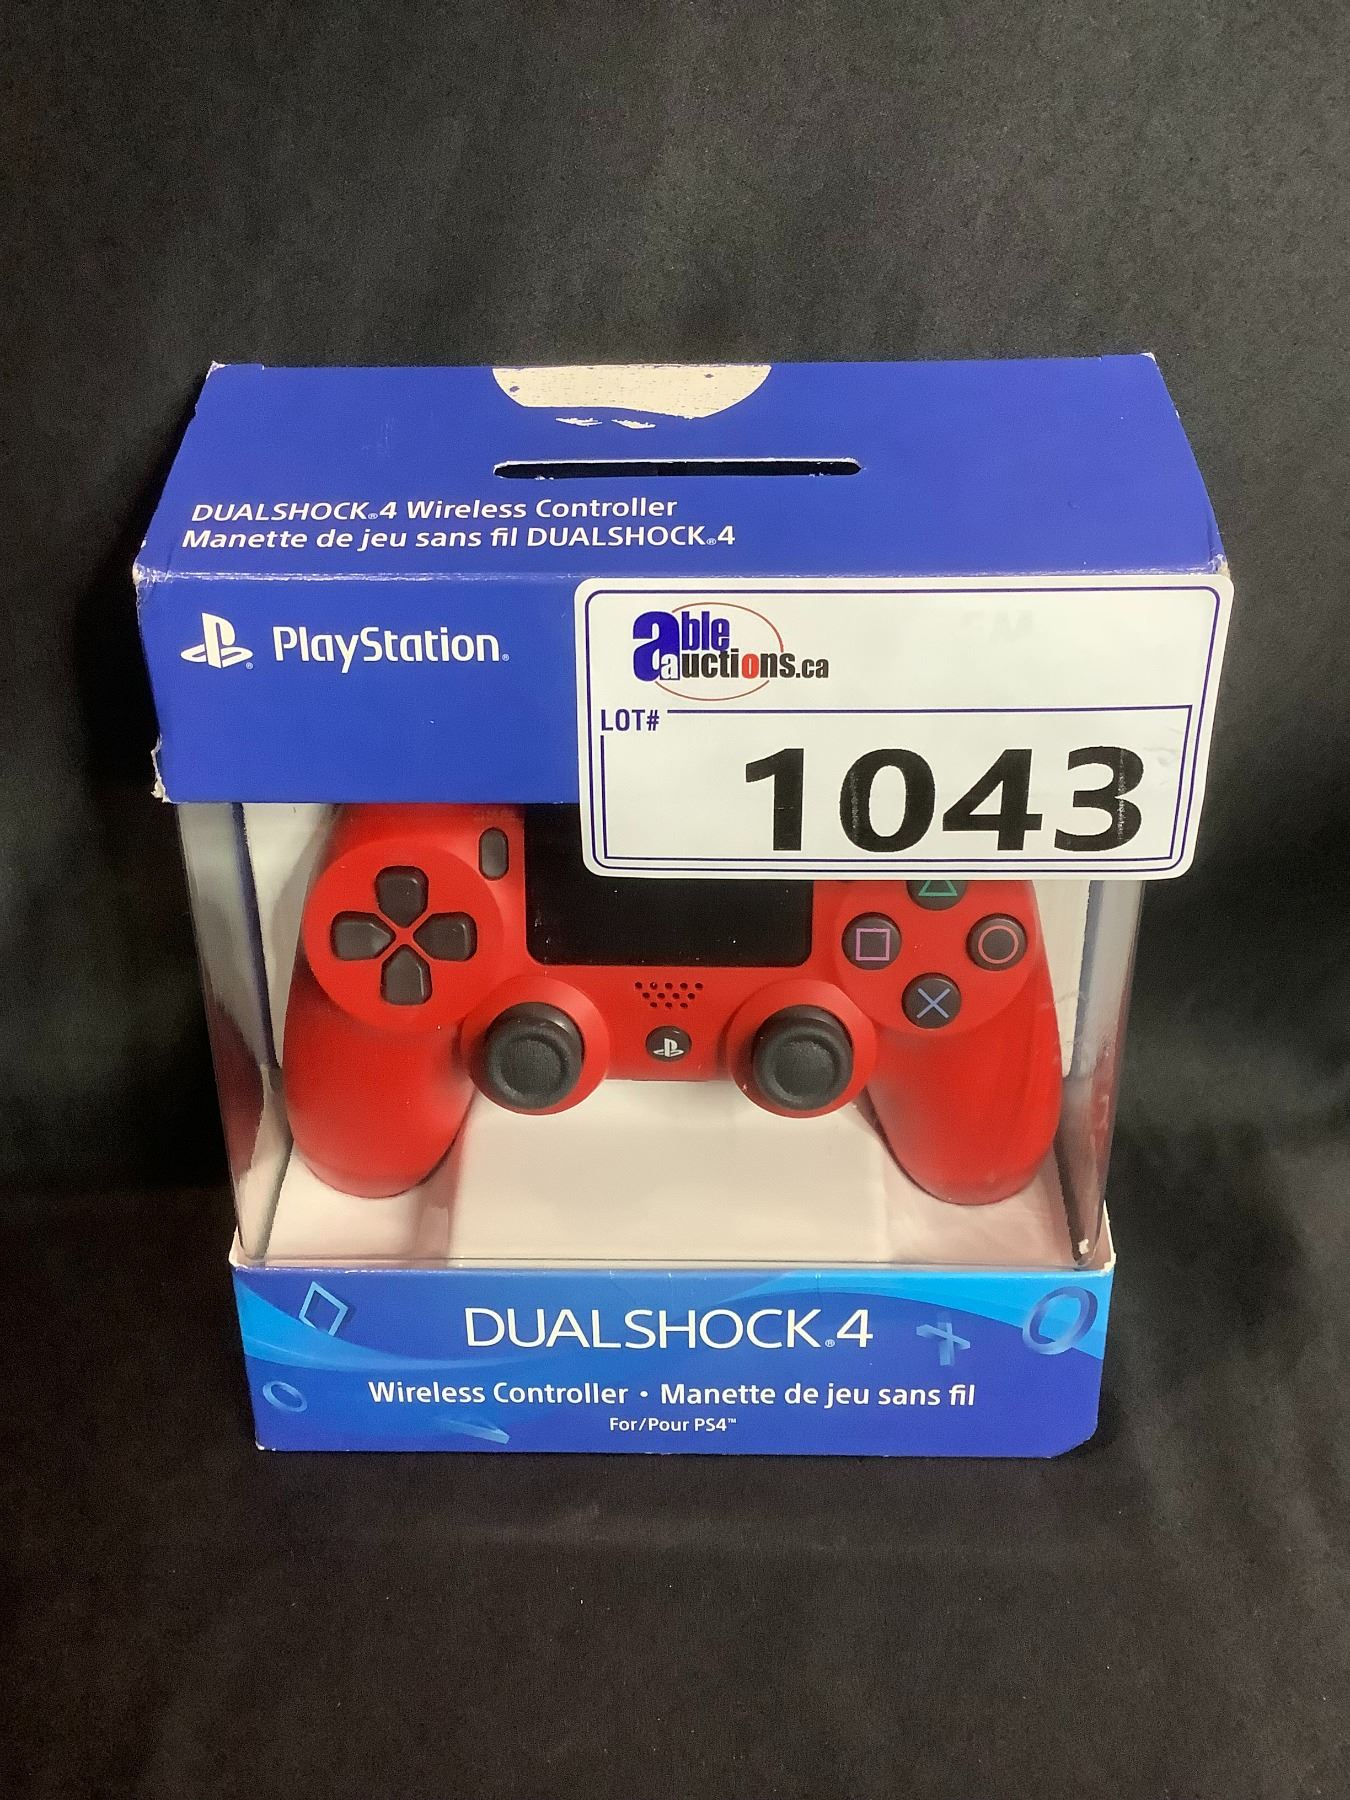 DUALSHOCK®4 Wireless Controller
Manette de jeu sans fil DUALSHOCK®4
PlayStation®
able
auctions.ca
LOT#
1043
DUALSHOCK®4
Wireless Controller • Manette de jeu sans fil
For/Pour PS4™